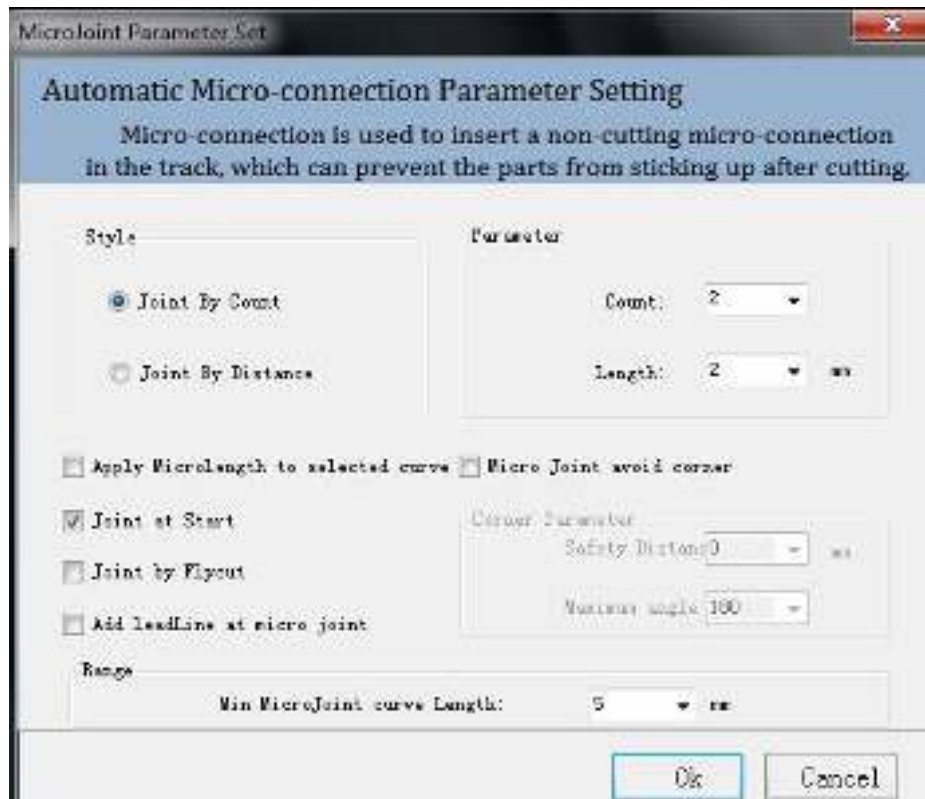 MicroJoint Parameter Set
Automatic Micro-connection Parameter Setting
Micro-connection is used to insert a non-cutting micro-connection
in the track, which can prevent the parts from sticking up after cutting.
Style
Parameter
Joint By Count
Count: 2
Joint By Distance
Length: 2 mm
Apply Microlength to selected curve
Micro Joint avoid corner
Joint at Start
Corner Parameter
Safety Distanc 0 mm
Joint by Flycut
Maximum angle 180
Add leadLine at micro joint
Range
Min MicroJoint curve Length: 5 mm
Ok
Cancel